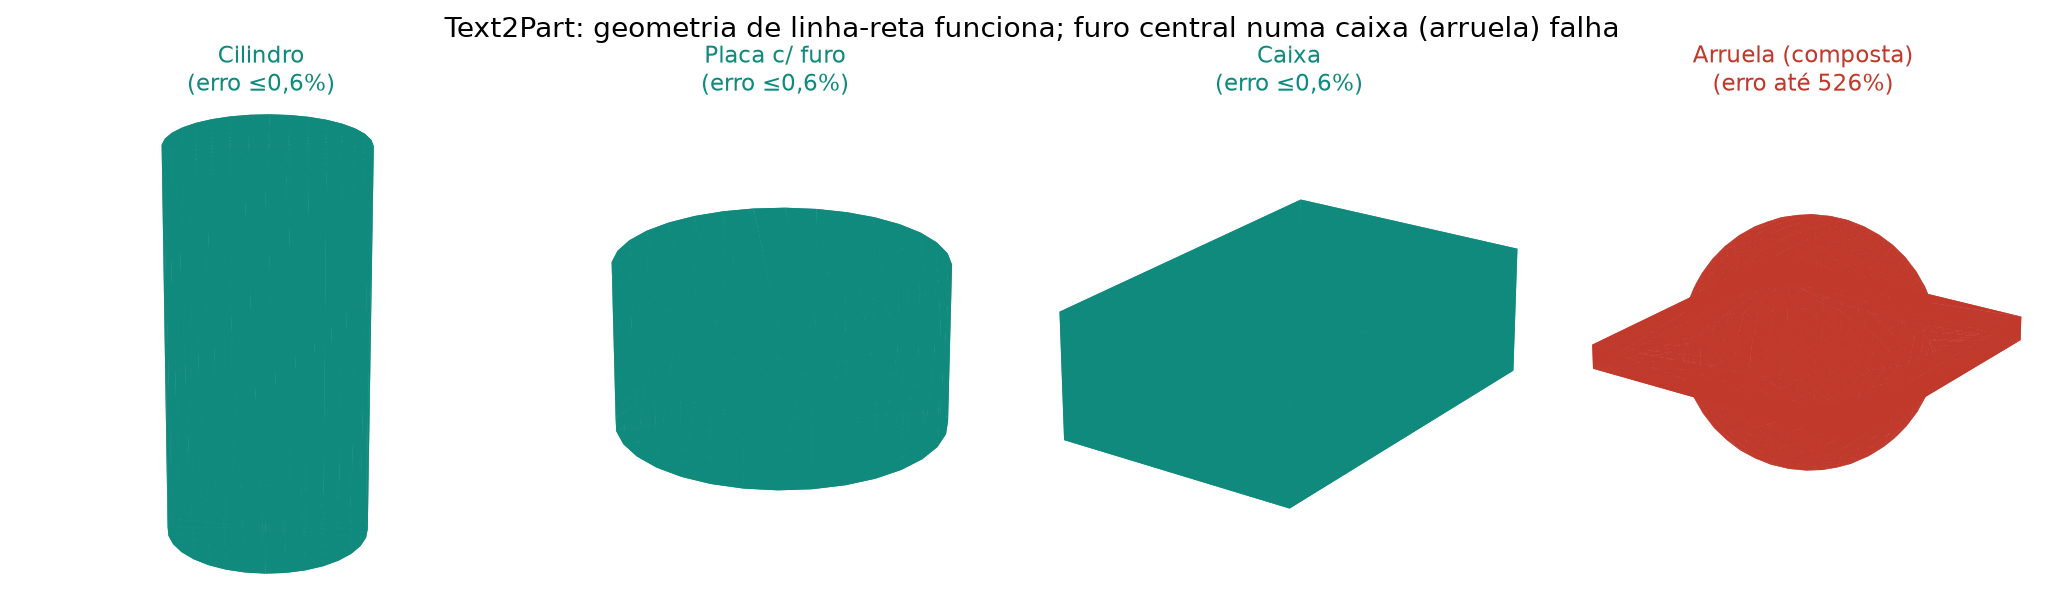 Text2Part: geometria de linha-reta funciona; furo central numa caixa (arruela) falha
Cilindro
(erro ≤0,6%)
Placa c/ furo
(erro ≤0,6%)
Caixa
(erro ≤0,6%)
Arruela (composta)
(erro até 526%)